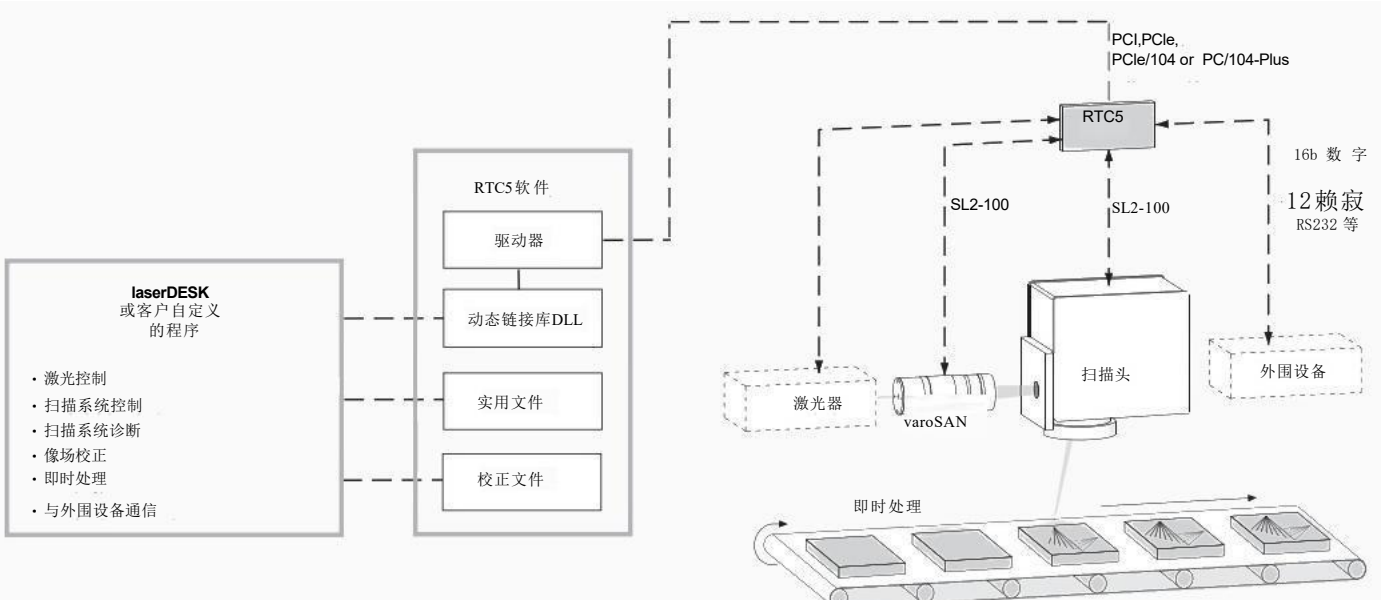 PCI,PCIe,
PCIe/104 or PC/104-Plus
RTC5
16b 数 字
12赖寂
RS232 等
SL2-100
SL2-100
RTC5软件
驱动器
动态链接库DLL
实用文件
校正文件
laserDESK
或客户自定义
的程序
· 激光控制
· 扫描系统控制
· 扫描系统诊断
· 像场校正
· 即时处理
· 与外围设备通信
激光器
varoSAN
扫描头
外围设备
即时处理